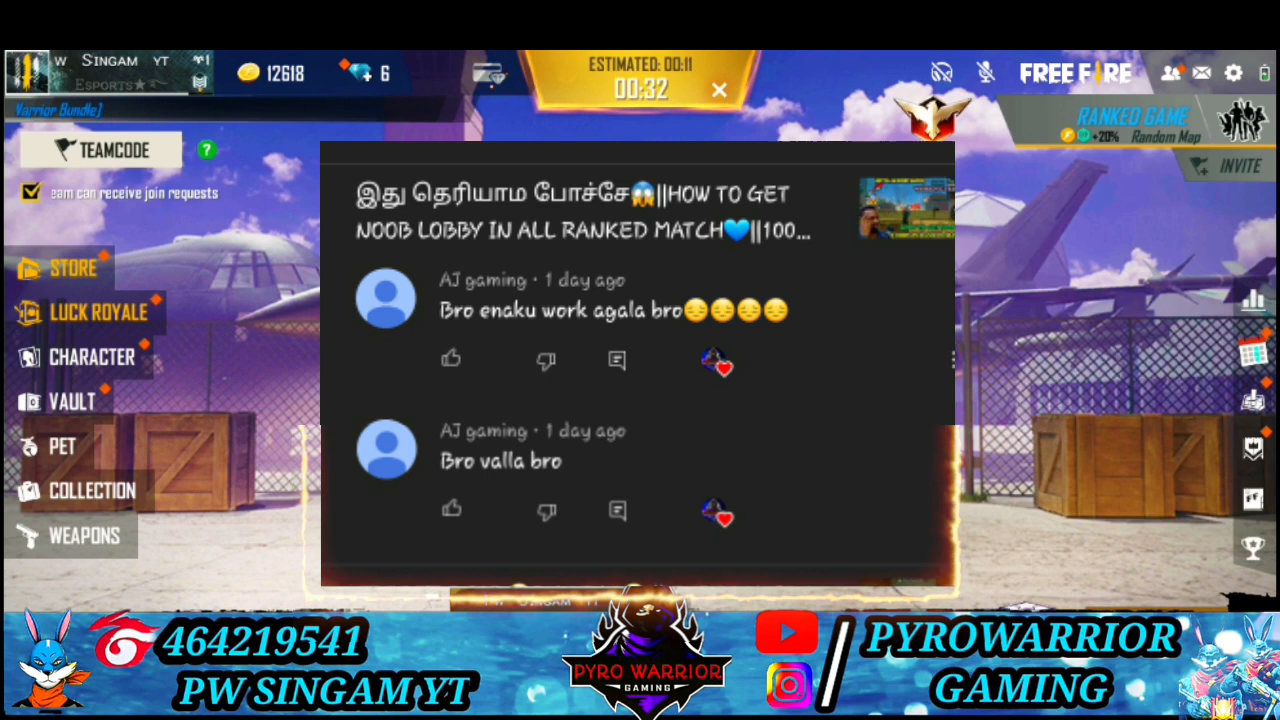 W SINGAM YT
ESPORTS★
12618
6
ESTIMATED: 00:11
00:32
FREE FIRE
Warrior Bundle]
RANKED GAME
+20% Random Map
TEAMCODE
?
eam can receive join requests
INVITE
STORE
LUCK ROYALE
CHARACTER
VAULT
PET
COLLECTION
WEAPONS
இது தெரியாம போச்சே😱||HOW TO GET
NOOB LOBBY IN ALL RANKED MATCH💙||100...
AJ gaming • 1 day ago
Bro enaku work agala bro😔😔😔😔
AJ gaming • 1 day ago
Bro valla bro
464219541
PW SINGAM YT
PYRO WARRIOR
GAMING
PYROWARRIOR
GAMING